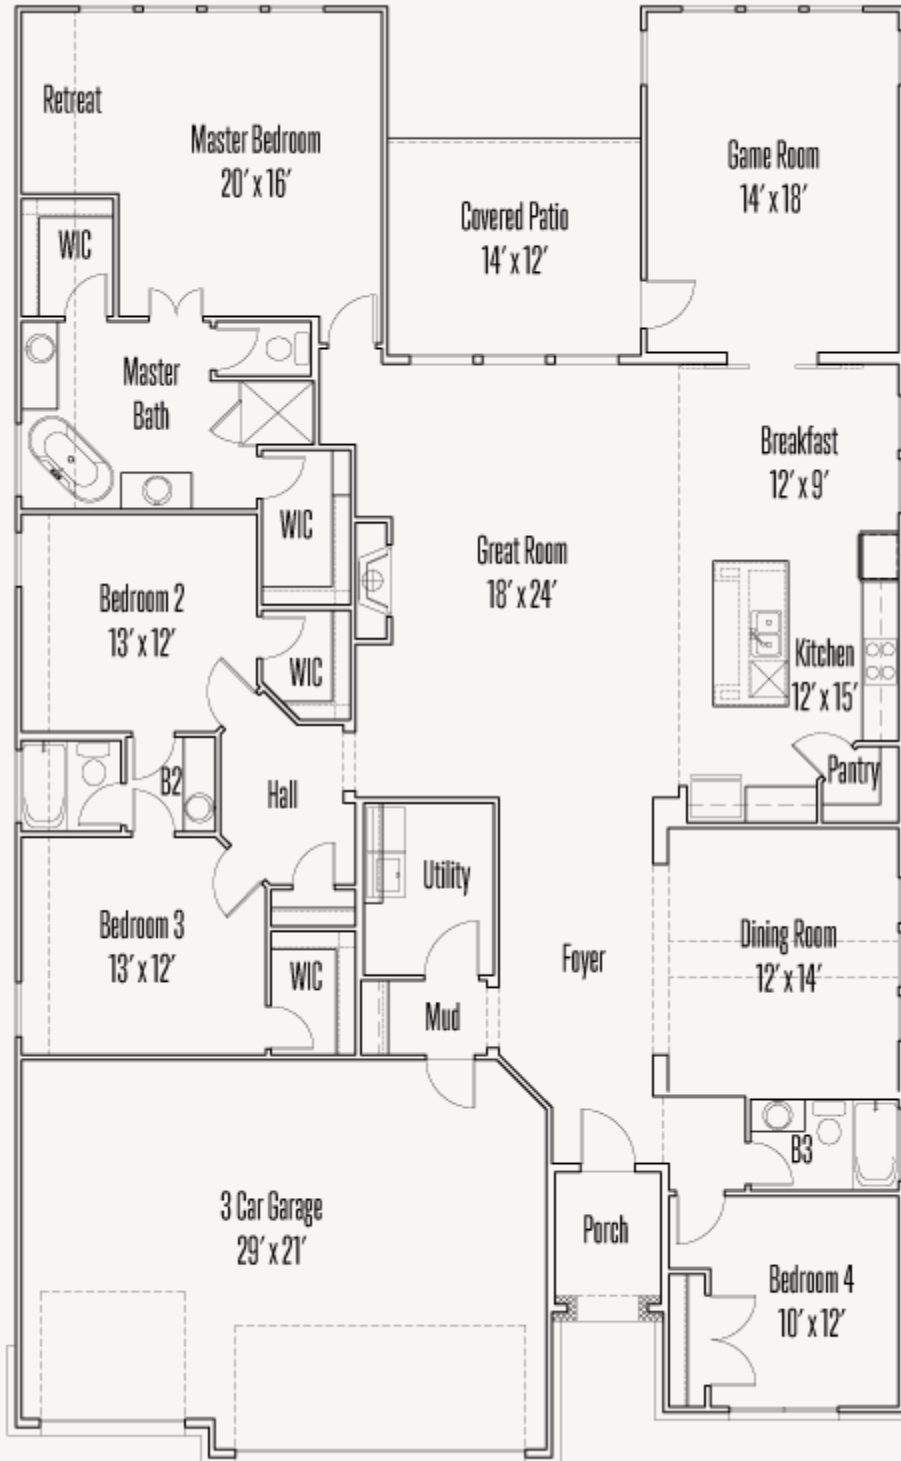 Retreat
Master Bedroom
20' x 16'
Game Room
14' x 18'
Covered Patio
14' x 12'
WIC
Master
Bath
Breakfast
12' x 9'
WIC
Great Room
18' x 24'
Bedroom 2
13' x 12'
WIC
Kitchen
12' x 15'
Pantry
B2
Hall
Utility
Bedroom 3
13' x 12'
WIC
Foyer
Dining Room
12' x 14'
Mud
B3
3 Car Garage
29' x 21'
Porch
Bedroom 4
10' x 12'